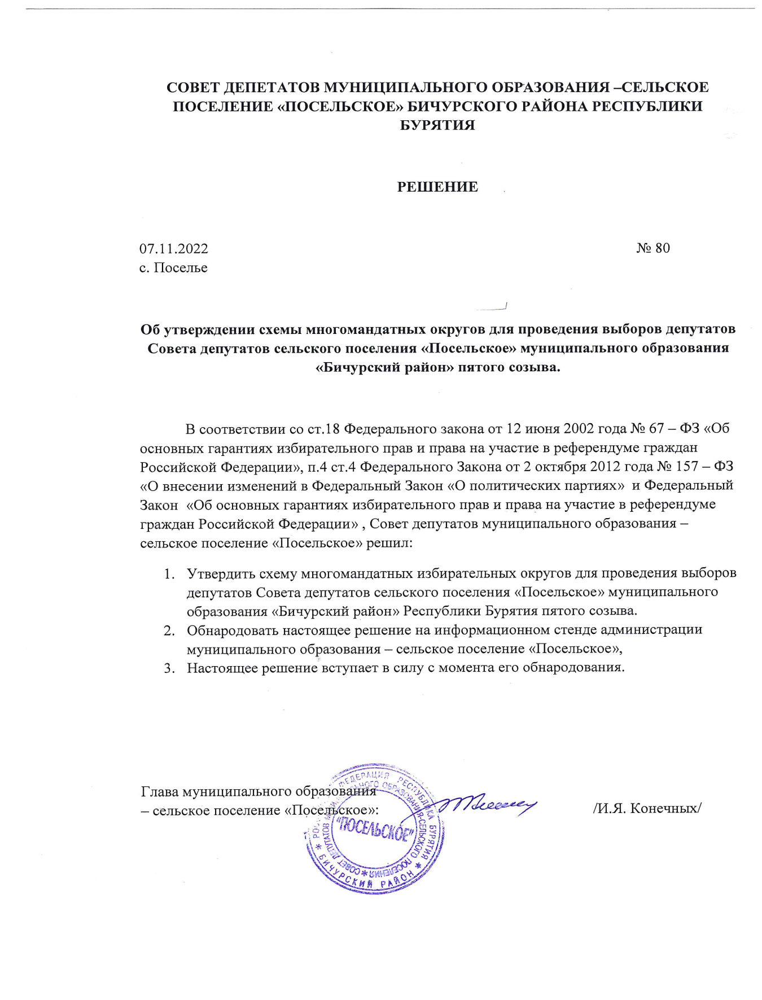 СОВЕТ ДЕПЕТАТОВ МУНИЦИПАЛЬНОГО ОБРАЗОВАНИЯ –СЕЛЬСКОЕ
ПОСЕЛЕНИЕ «ПОСЕЛЬСКОЕ» БИЧУРСКОГО РАЙОНА РЕСПУБЛИКИ
БУРЯТИЯ
РЕШЕНИЕ
07.11.2022 № 80
с. Поселье
Об утверждении схемы многомандатных округов для проведения выборов депутатов
Совета депутатов сельского поселения «Посельское» муниципального образования
«Бичурский район» пятого созыва.
В соответствии со ст.18 Федерального закона от 12 июня 2002 года № 67 – ФЗ «Об
основных гарантиях избирательного прав и права на участие в референдуме граждан
Российской Федерации», п.4 ст.4 Федерального Закона от 2 октября 2012 года № 157 – ФЗ
«О внесении изменений в Федеральный Закон «О политических партиях» и Федеральный
Закон «Об основных гарантиях избирательного прав и права на участие в референдуме
граждан Российской Федерации» , Совет депутатов муниципального образования –
сельское поселение «Посельское» решил:
1. Утвердить схему многомандатных избирательных округов для проведения выборов
депутатов Совета депутатов сельского поселения «Посельское» муниципального
образования «Бичурский район» Республики Бурятия пятого созыва.
2. Обнародовать настоящее решение на информационном стенде администрации
муниципального образования – сельское поселение «Посельское»,
3. Настоящее решение вступает в силу с момента его обнародования.
Глава муниципального образования
– сельское поселение «Посельское»: /И.Я. Конечных/
ФЕДЕРАЦИЯ РЕСПУБЛИКА БУРЯТИЯ * БИЧУРСКИЙ РАЙОН *
СОВЕТ ДЕПУТАТОВ ОБРАЗОВАНИЯ-СЕЛЬСКОГО ПОСЕЛЕНИЯ *
"ПОСЕЛЬСКОЕ"